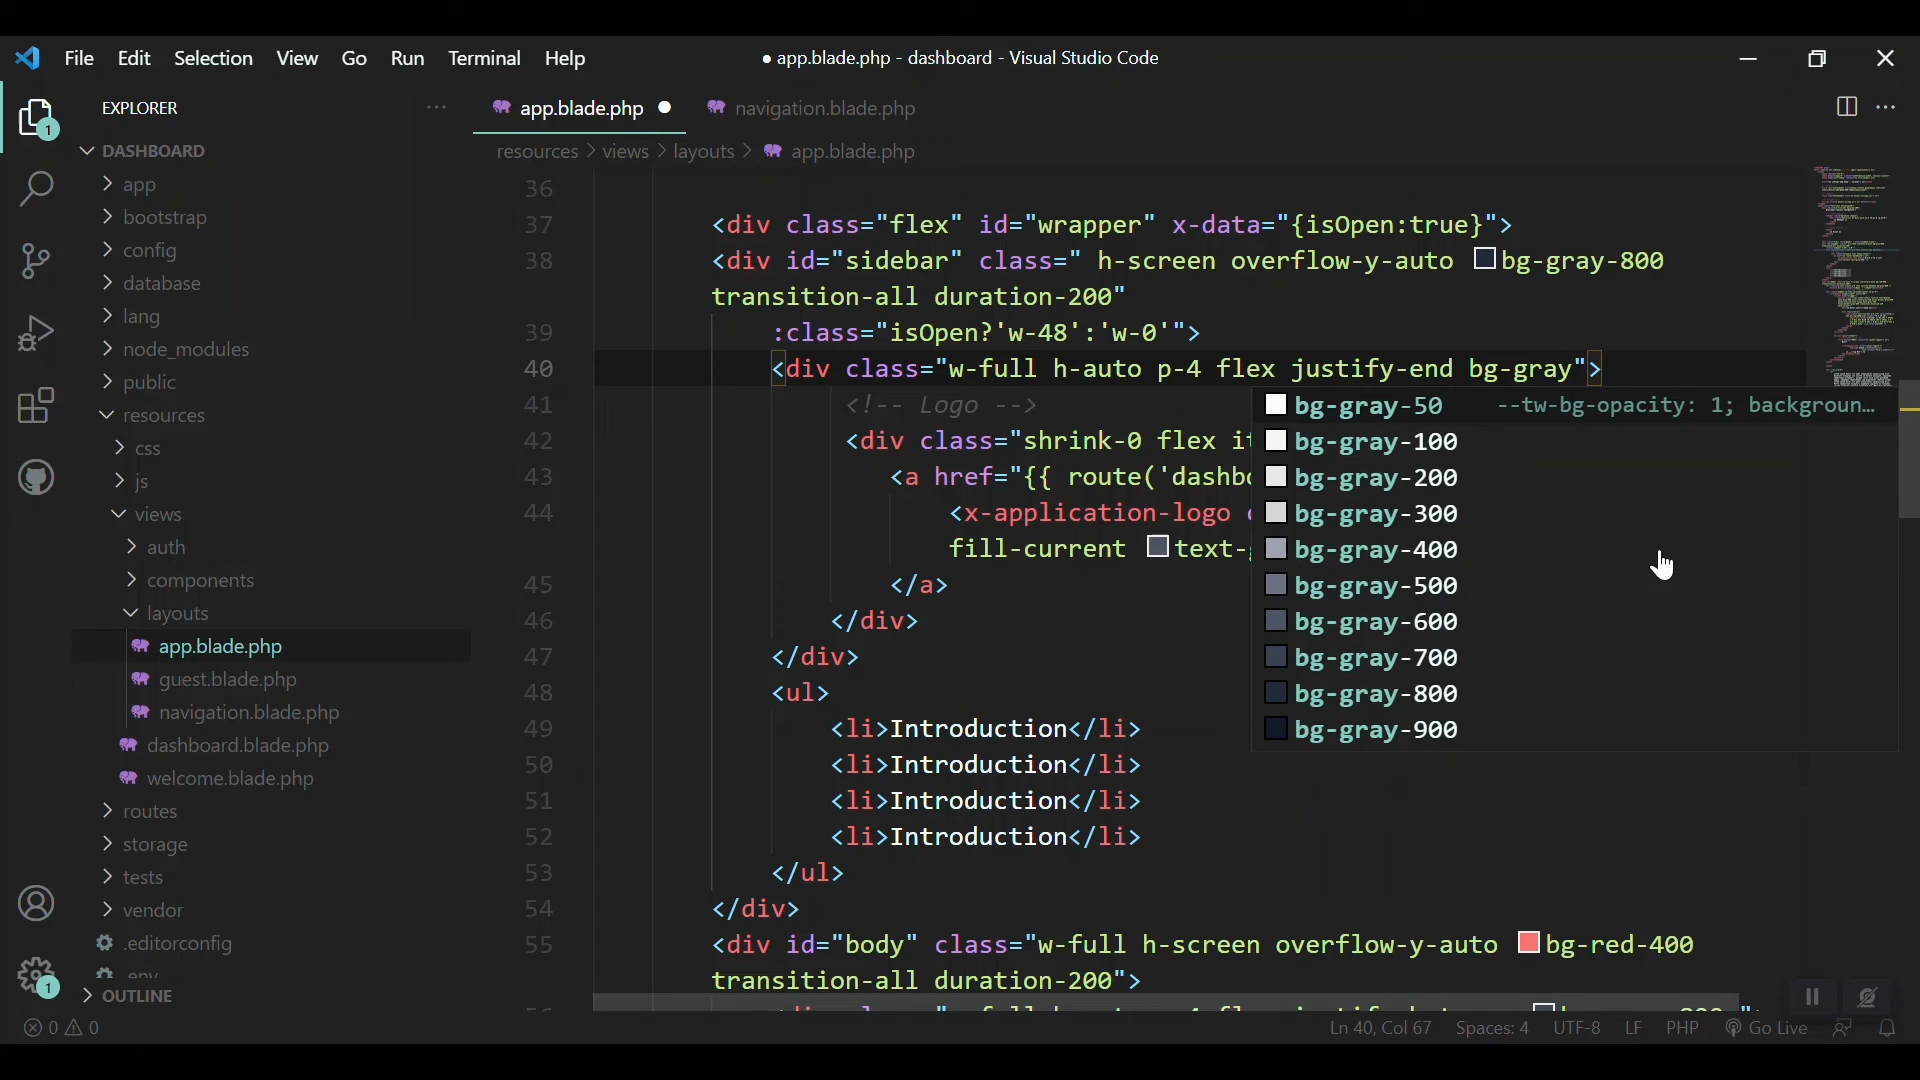 File Edit Selection View Go Run Terminal Help
● app.blade.php - dashboard - Visual Studio Code
EXPLORER
app.blade.php
navigation.blade.php
DASHBOARD
resources > views > layouts > app.blade.php
app
bootstrap
config
database
lang
node_modules
public
resources
css
js
views
auth
components
layouts
app.blade.php
guest.blade.php
navigation.blade.php
dashboard.blade.php
welcome.blade.php
routes
storage
tests
vendor
.editorconfig
.env
OUTLINE
1
1
36
37 <div class="flex" id="wrapper" x-data="{isOpen:true}">
38 <div id="sidebar" class=" h-screen overflow-y-auto bg-gray-800
transition-all duration-200"
39 :class="isOpen?'w-48':'w-0'">
40 <div class="w-full h-auto p-4 flex justify-end bg-gray">
41 <!-- Logo -->
42 <div class="shrink-0 flex
43 <a href="{{ route('dashb
44 <x-application-logo
fill-current text-
45 </a>
46 </div>
47 </div>
48 <ul>
49 <li>Introduction</li>
50 <li>Introduction</li>
51 <li>Introduction</li>
52 <li>Introduction</li>
53 </ul>
54 </div>
55 <div id="body" class="w-full h-screen overflow-y-auto bg-red-400
transition-all duration-200">
bg-gray-50 --tw-bg-opacity: 1; backgroun…
bg-gray-100
bg-gray-200
bg-gray-300
bg-gray-400
bg-gray-500
bg-gray-600
bg-gray-700
bg-gray-800
bg-gray-900
0 0
Ln 40, Col 67 Spaces: 4 UTF-8 LF PHP Go Live